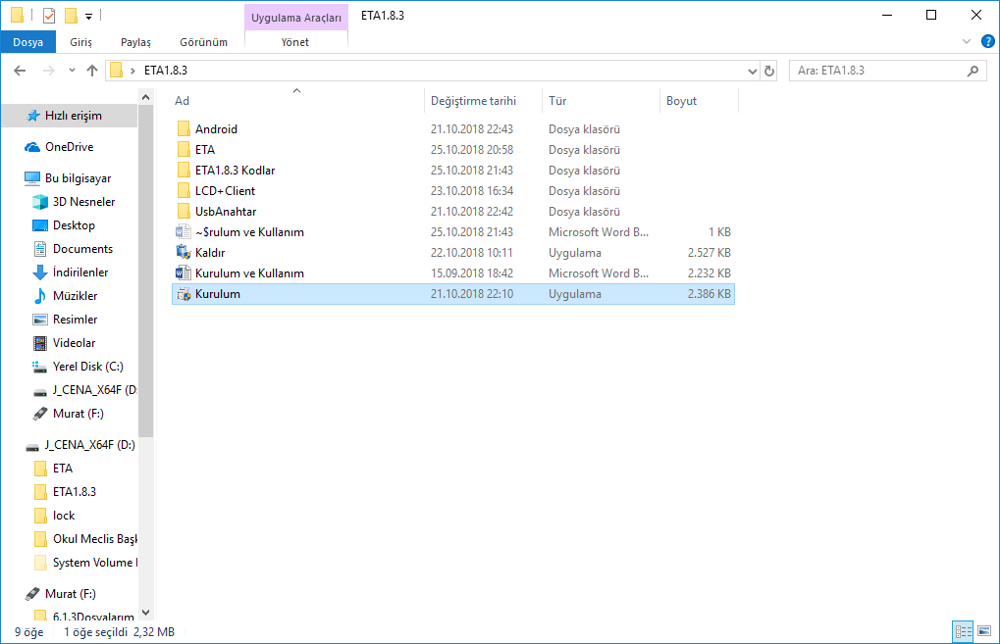 Uygulama Araçları
ETA1.8.3
Dosya
Giriş
Paylaş
Görünüm
Yönet
ETA1.8.3
Ara: ETA1.8.3
Ad
Değiştirme tarihi
Tür
Boyut
Hızlı erişim
OneDrive
Bu bilgisayar
3D Nesneler
Desktop
Documents
İndirilenler
Müzikler
Resimler
Videolar
Yerel Disk (C:)
J_CENA_X64F (D:
Murat (F:)
J_CENA_X64F (D:)
ETA
ETA1.8.3
lock
Okul Meclis Başk
System Volume I
Murat (F:)
6.1.3Dosyalarım
Android 21.10.2018 22:43 Dosya klasörü
ETA 25.10.2018 20:58 Dosya klasörü
ETA1.8.3 Kodlar 25.10.2018 21:43 Dosya klasörü
LCD+Client 23.10.2018 16:34 Dosya klasörü
UsbAnahtar 21.10.2018 22:42 Dosya klasörü
~$rulum ve Kullanım 25.10.2018 21:43 Microsoft Word B... 1 KB
Kaldır 22.10.2018 10:11 Uygulama 2.527 KB
Kurulum ve Kullanım 15.09.2018 18:42 Microsoft Word B... 2.232 KB
Kurulum 21.10.2018 22:10 Uygulama 2.386 KB
9 öğe 1 öğe seçildi 2,32 MB